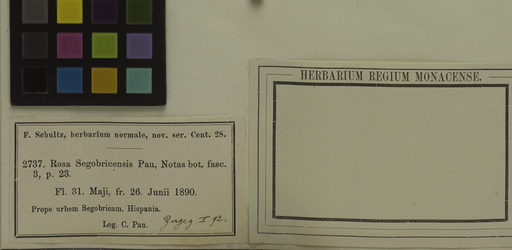 HERBARIUM REGIUM MONACENSE.
F. Schultz, herbarium normale, nov. ser. Cent. 28.
2737. Rosa Segobricensis Pau, Notas bot. fasc.
3, p. 23.
Fl. 31. Maji, fr. 26. Junii 1890.
Prope urbem Segobricam. Hispania.
Leg. C. Pau.